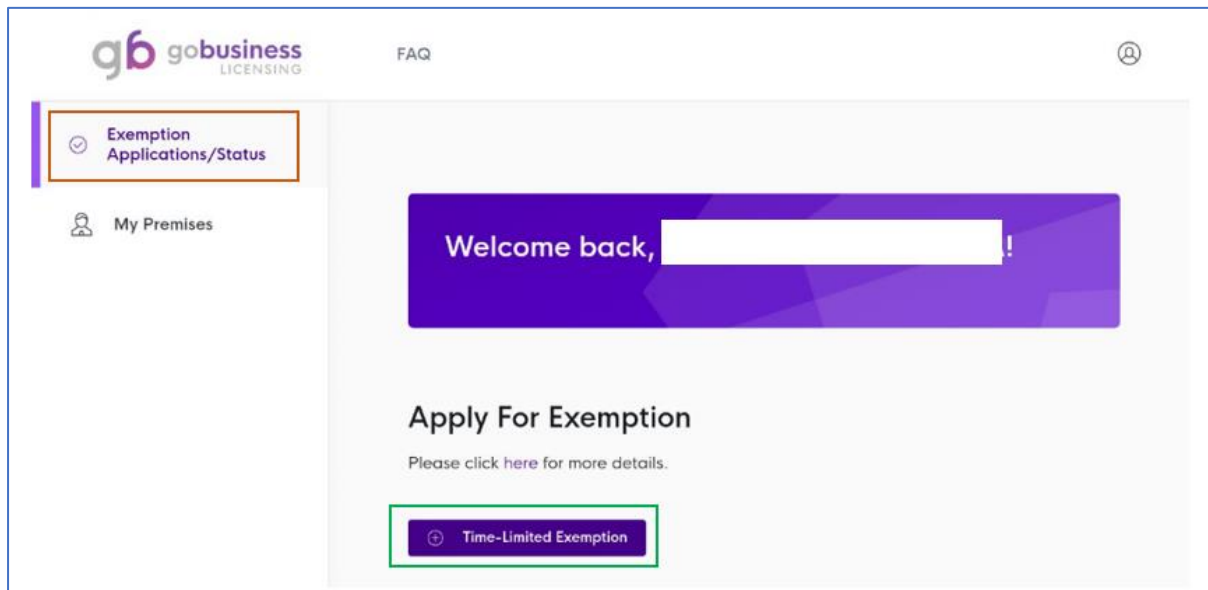 gb gobusiness
LICENSING
FAQ
Exemption
Applications/Status
My Premises
Welcome back, !
Apply For Exemption
Please click here for more details.
Time-Limited Exemption